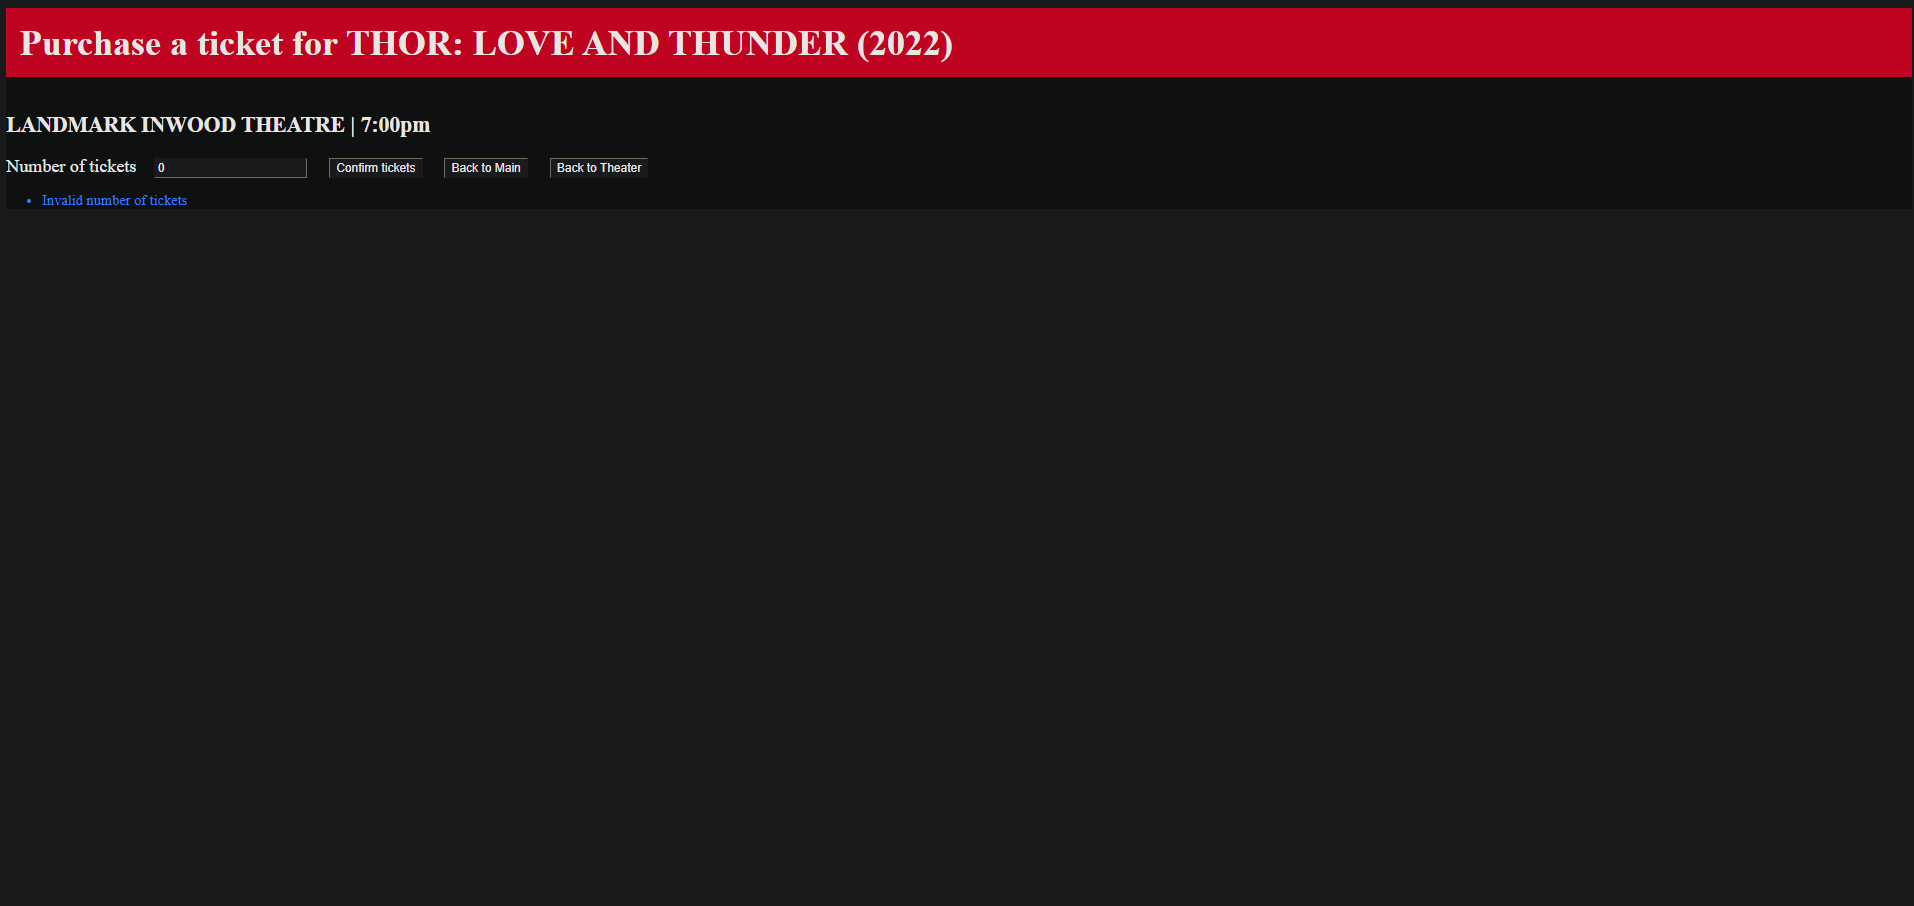 Purchase a ticket for THOR: LOVE AND THUNDER (2022)
LANDMARK INWOOD THEATRE | 7:00pm
Number of tickets 0 Confirm tickets Back to Main Back to Theater
• Invalid number of tickets